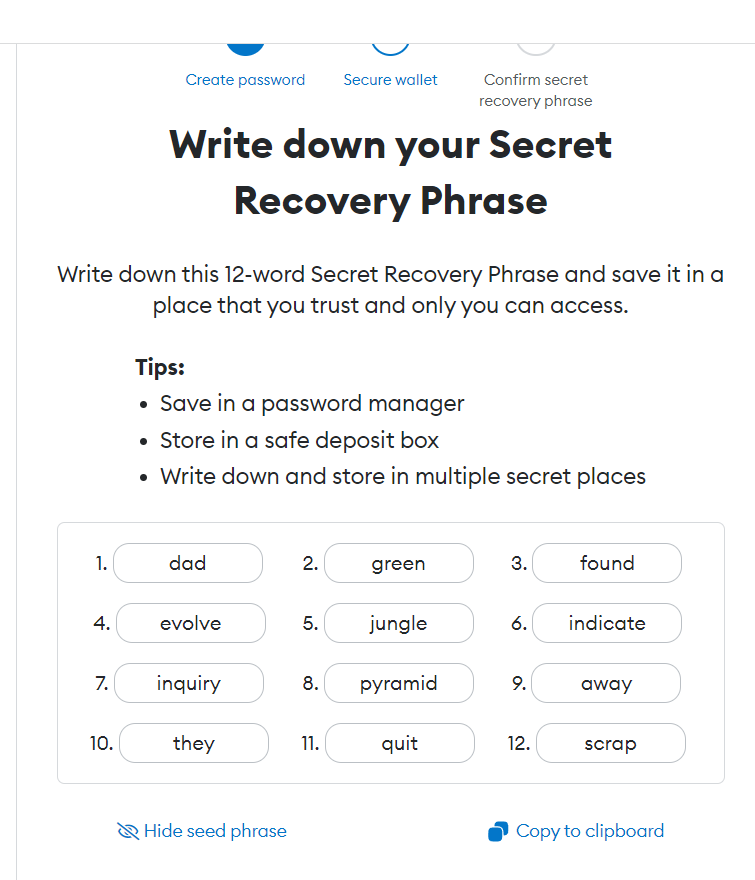 Create password Secure wallet Confirm secret
recovery phrase
Write down your Secret
Recovery Phrase
Write down this 12-word Secret Recovery Phrase and save it in a
place that you trust and only you can access.
Tips:
• Save in a password manager
• Store in a safe deposit box
• Write down and store in multiple secret places
1. dad 2. green 3. found
4. evolve 5. jungle 6. indicate
7. inquiry 8. pyramid 9. away
10. they 11. quit 12. scrap
Hide seed phrase Copy to clipboard